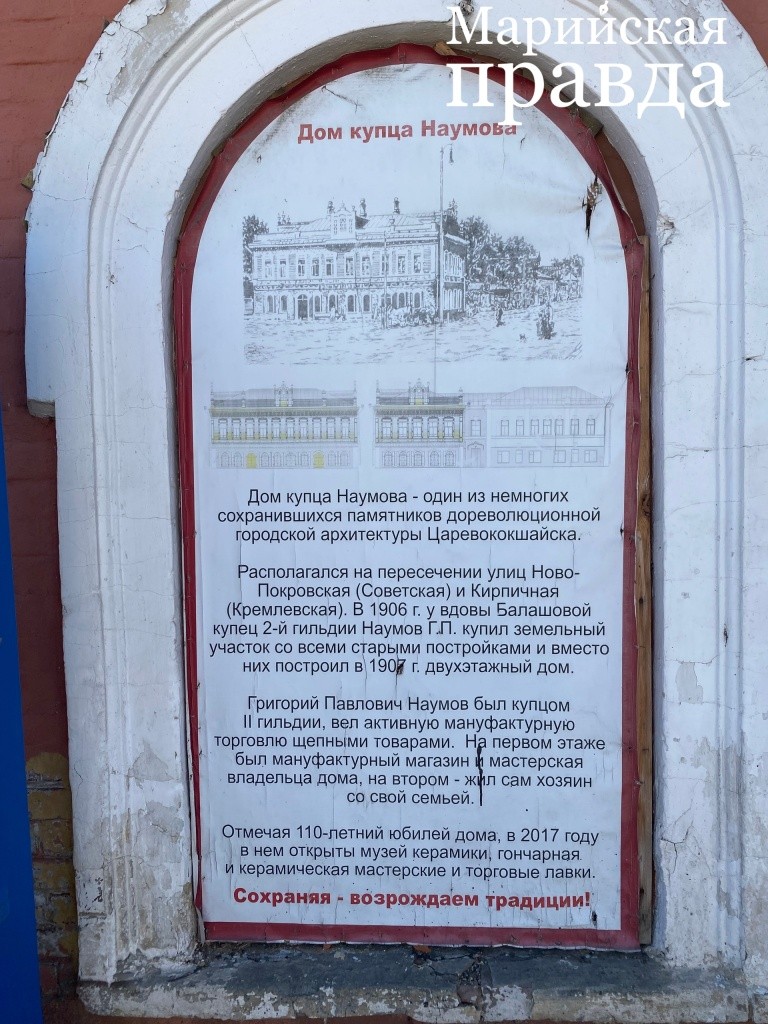 Марийская
правда
Дом купца Наумова
Дом купца Наумова - один из немногих
сохранившихся памятников дореволюционной
городской архитектуры Царевококшайска.
Располагался на пересечении улиц Ново-
Покровская (Советская) и Кирпичная
(Кремлевская). В 1906 г. у вдовы Балашовой
купец 2-й гильдии Наумов Г.П. купил земельный
участок со всеми старыми постройками и вместо
них построил в 1907 г. двухэтажный дом.
Григорий Павлович Наумов был купцом
II гильдии, вел активную мануфактурную
торговлю щепными товарами. На первом этаже
был мануфактурный магазин и мастерская
владельца дома, на втором - жил сам хозяин
со свой семьей.
Отмечая 110-летний юбилей дома, в 2017 году
в нем открыты музей керамики, гончарная
и керамическая мастерские и торговые лавки.
Сохраняя - возрождаем традиции!